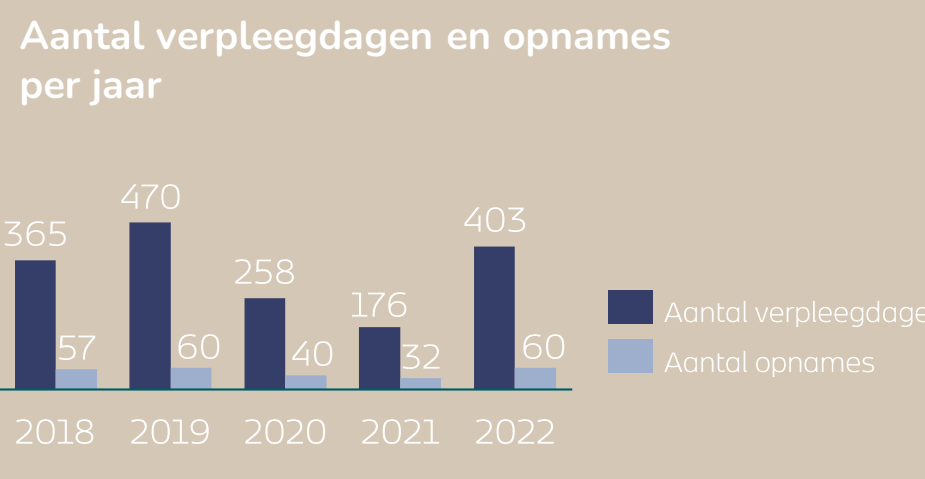 Aantal verpleegdagen en opnames
per jaar
470
365
403
258
176
57
60
40
32
60
Aantal verpleegdage
Aantal opnames
2018 2019 2020 2021 2022